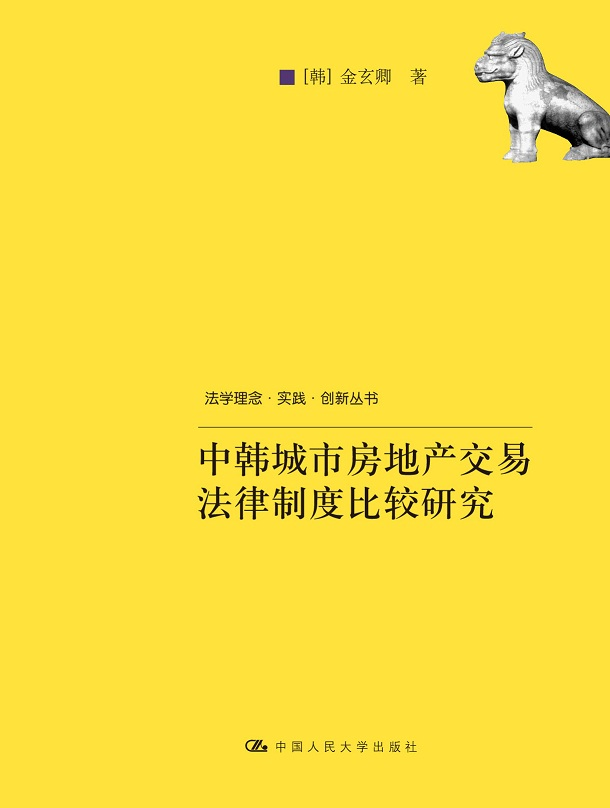 [韩] 金玄卿 著
法学理念·实践·创新丛书
中韩城市房地产交易
法律制度比较研究
中国人民大学出版社